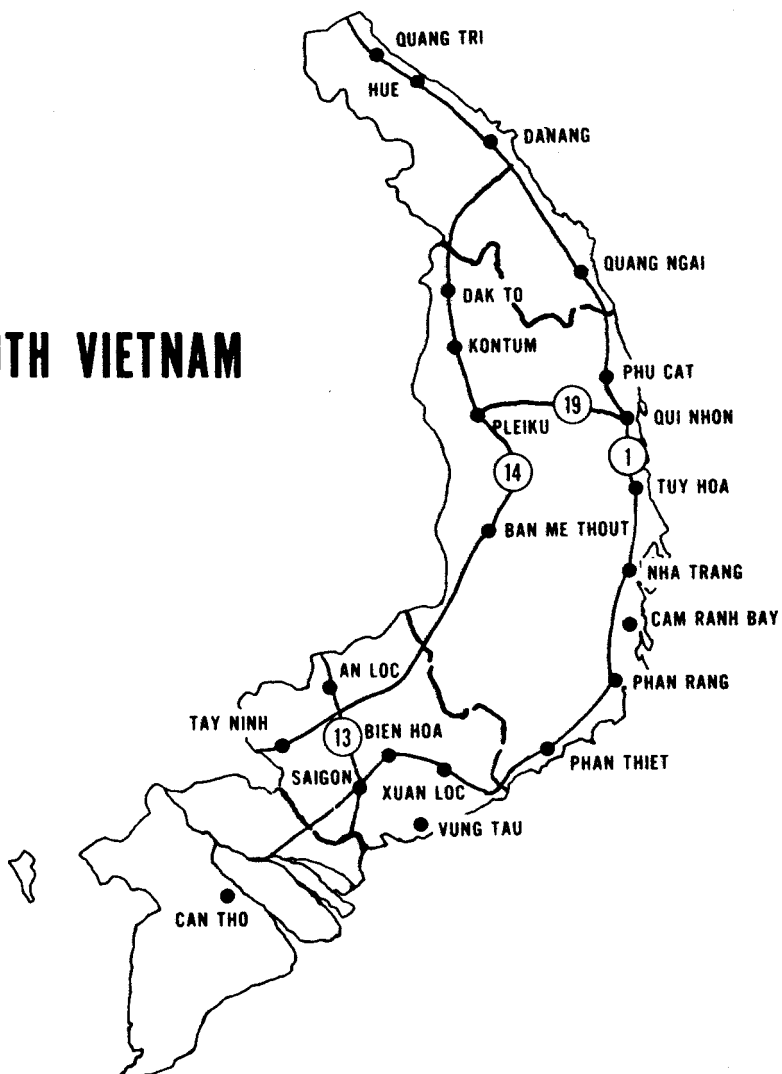 QUANG TRI
HUE
DANANG
QUANG NGAI
DAK TO
TH VIETNAM
KONTUM
PHU CAT
19
PLEIKU
QUI NHON
1
14
TUY HOA
BAN ME THOUT
NHA TRANG
CAM RANH BAY
AN LOC
PHAN RANG
TAY NINH
13
BIEN HOA
PHAN THIET
SAIGON
XUAN LOC
VUNG TAU
CAN THO